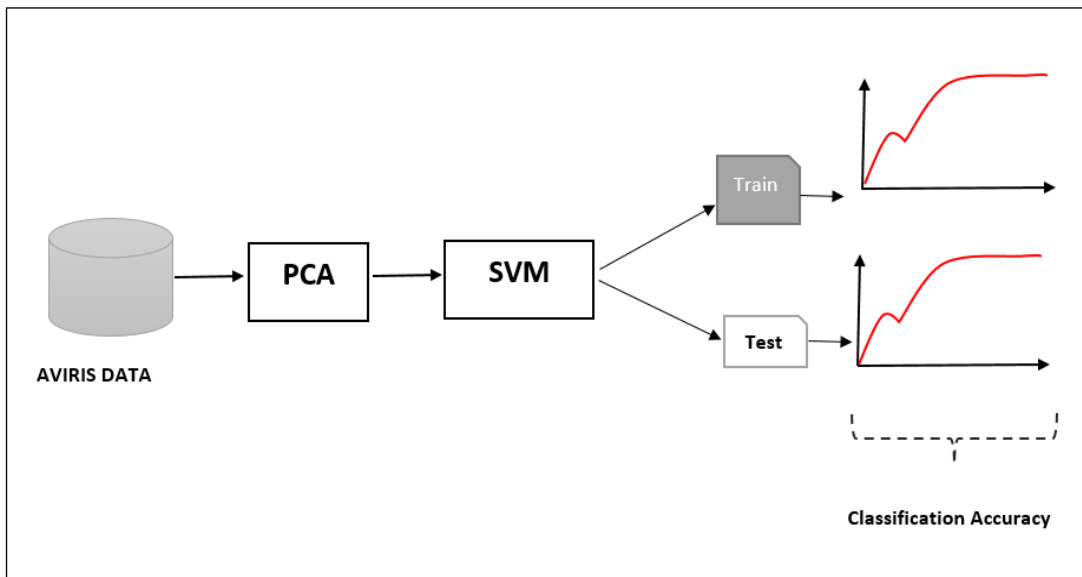 AVIRIS DATA
PCA
SVM
Train
Test
Classification Accuracy